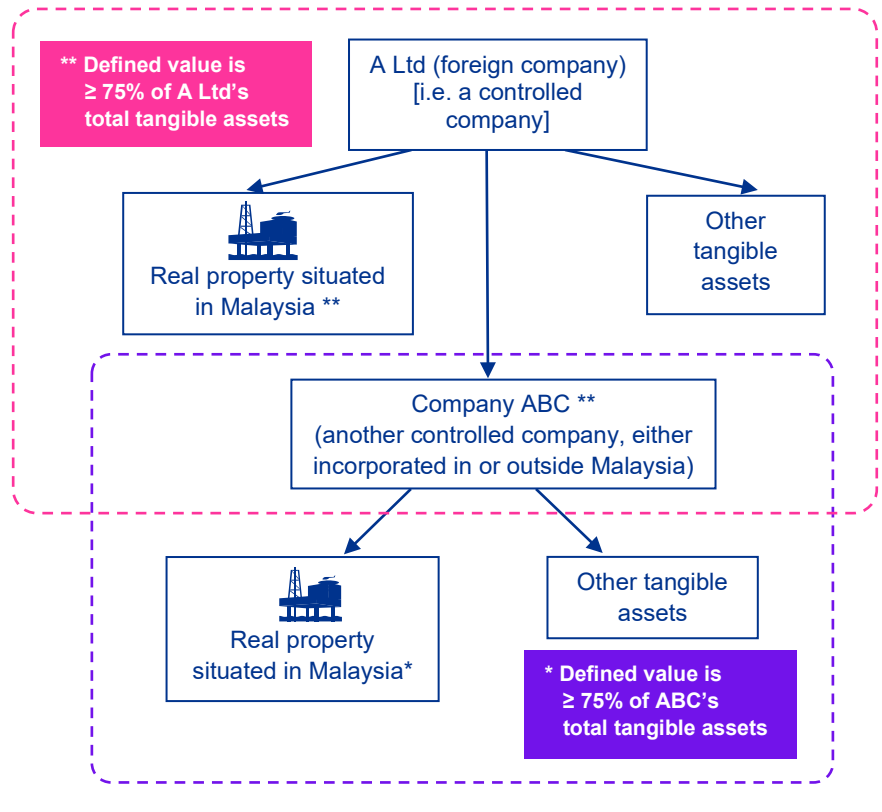 ** Defined value is
≥ 75% of A Ltd's
total tangible assets
A Ltd (foreign company)
[i.e. a controlled
company]
Real property situated
in Malaysia **
Other
tangible
assets
Company ABC **
(another controlled company, either
incorporated in or outside Malaysia)
Real property
situated in Malaysia*
Other tangible
assets
* Defined value is
≥ 75% of ABC's
total tangible assets